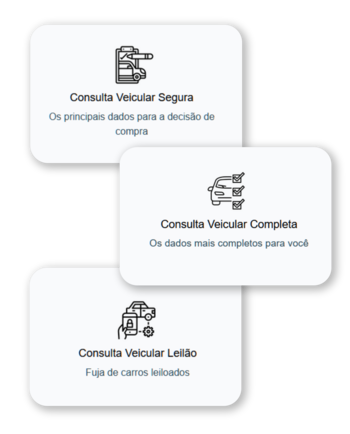 Consulta Veicular Segura
Os principais dados para a decisão de
compra
Consulta Veicular Completa
Os dados mais completos para você
Consulta Veicular Leilão
Fuja de carros leiloados